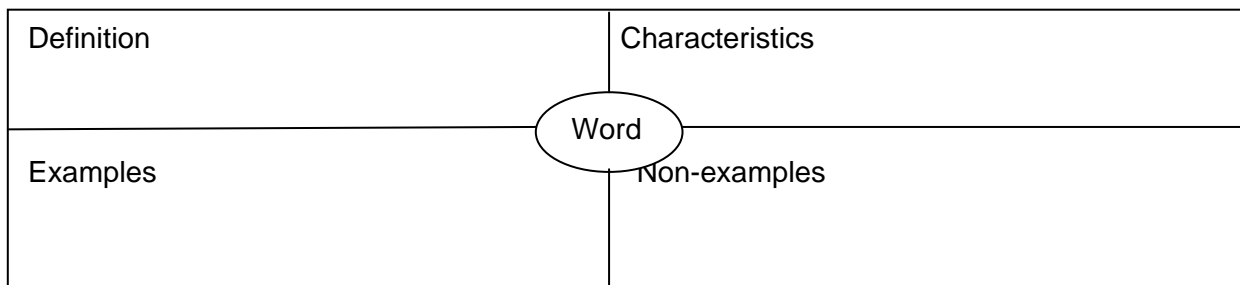 Definition
Characteristics
Word
Examples
Non-examples